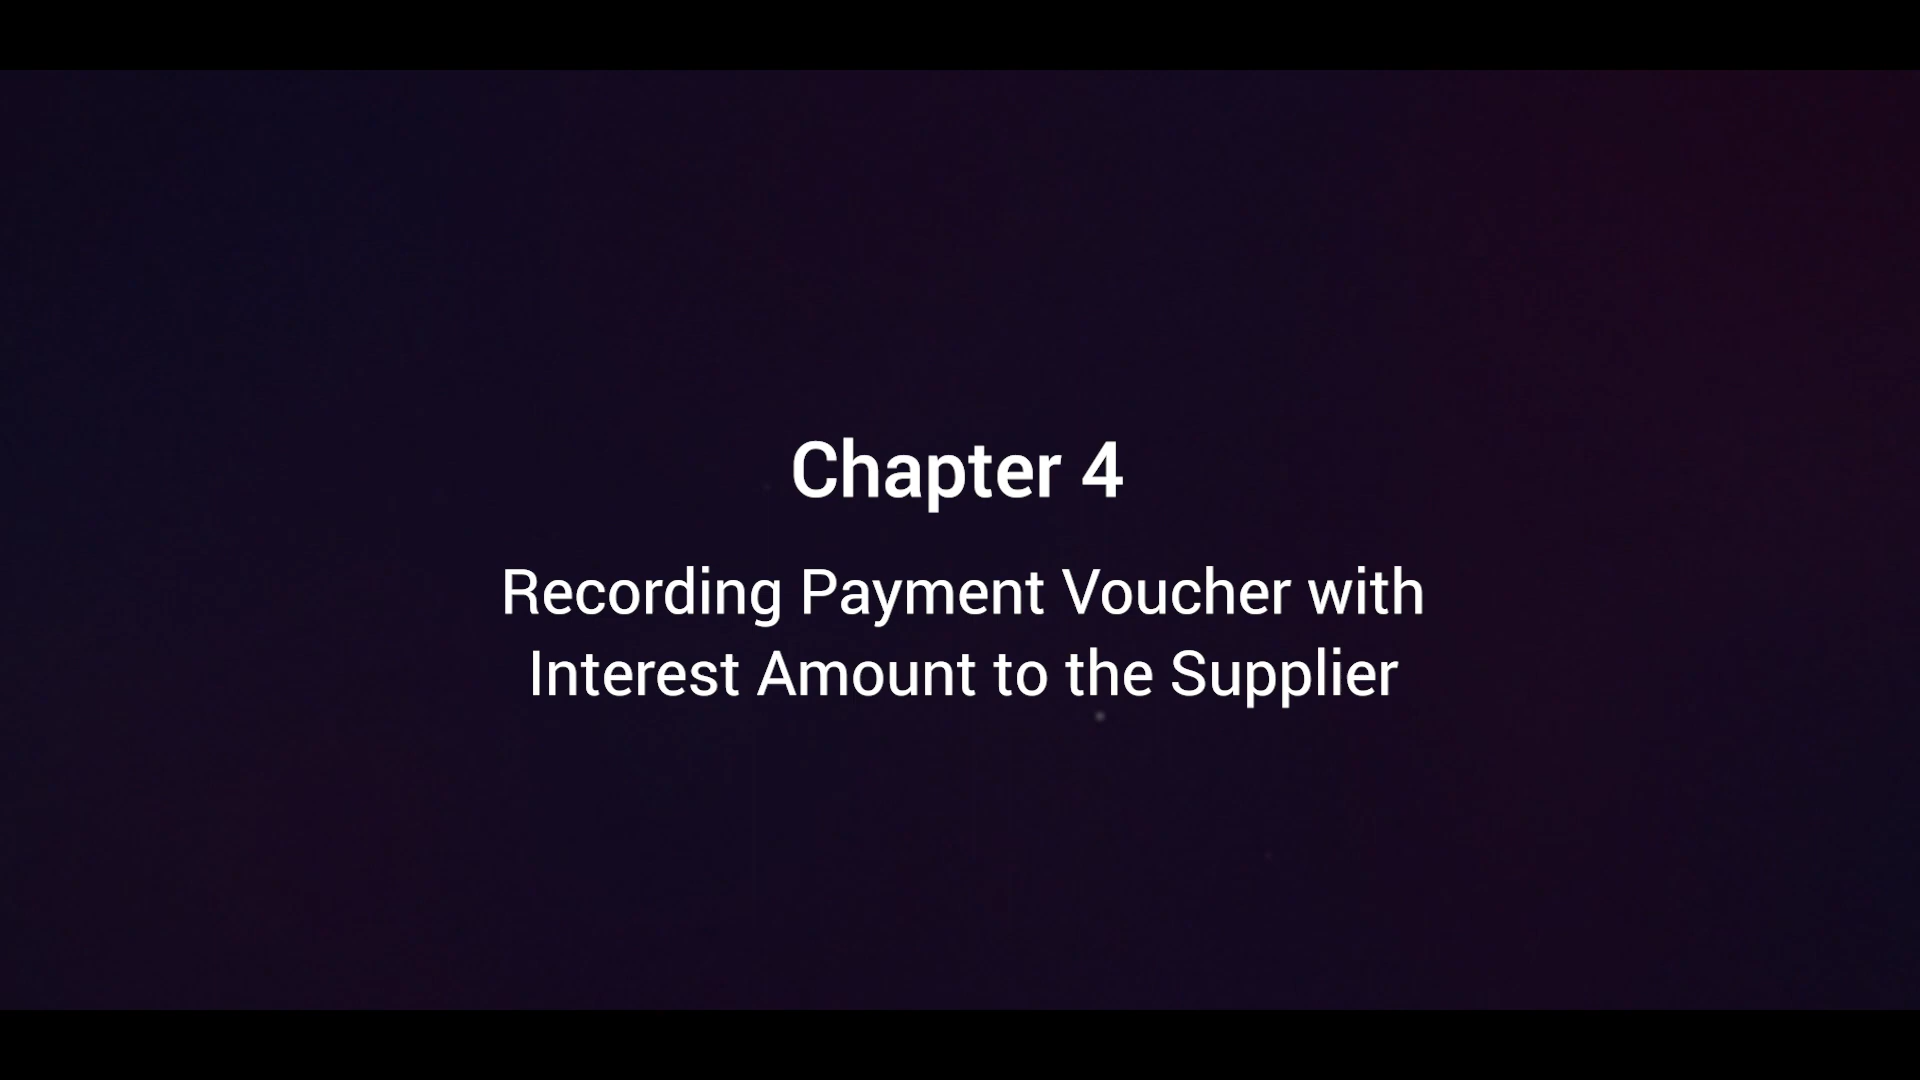 Chapter 4
Recording Payment Voucher with
Interest Amount to the Supplier